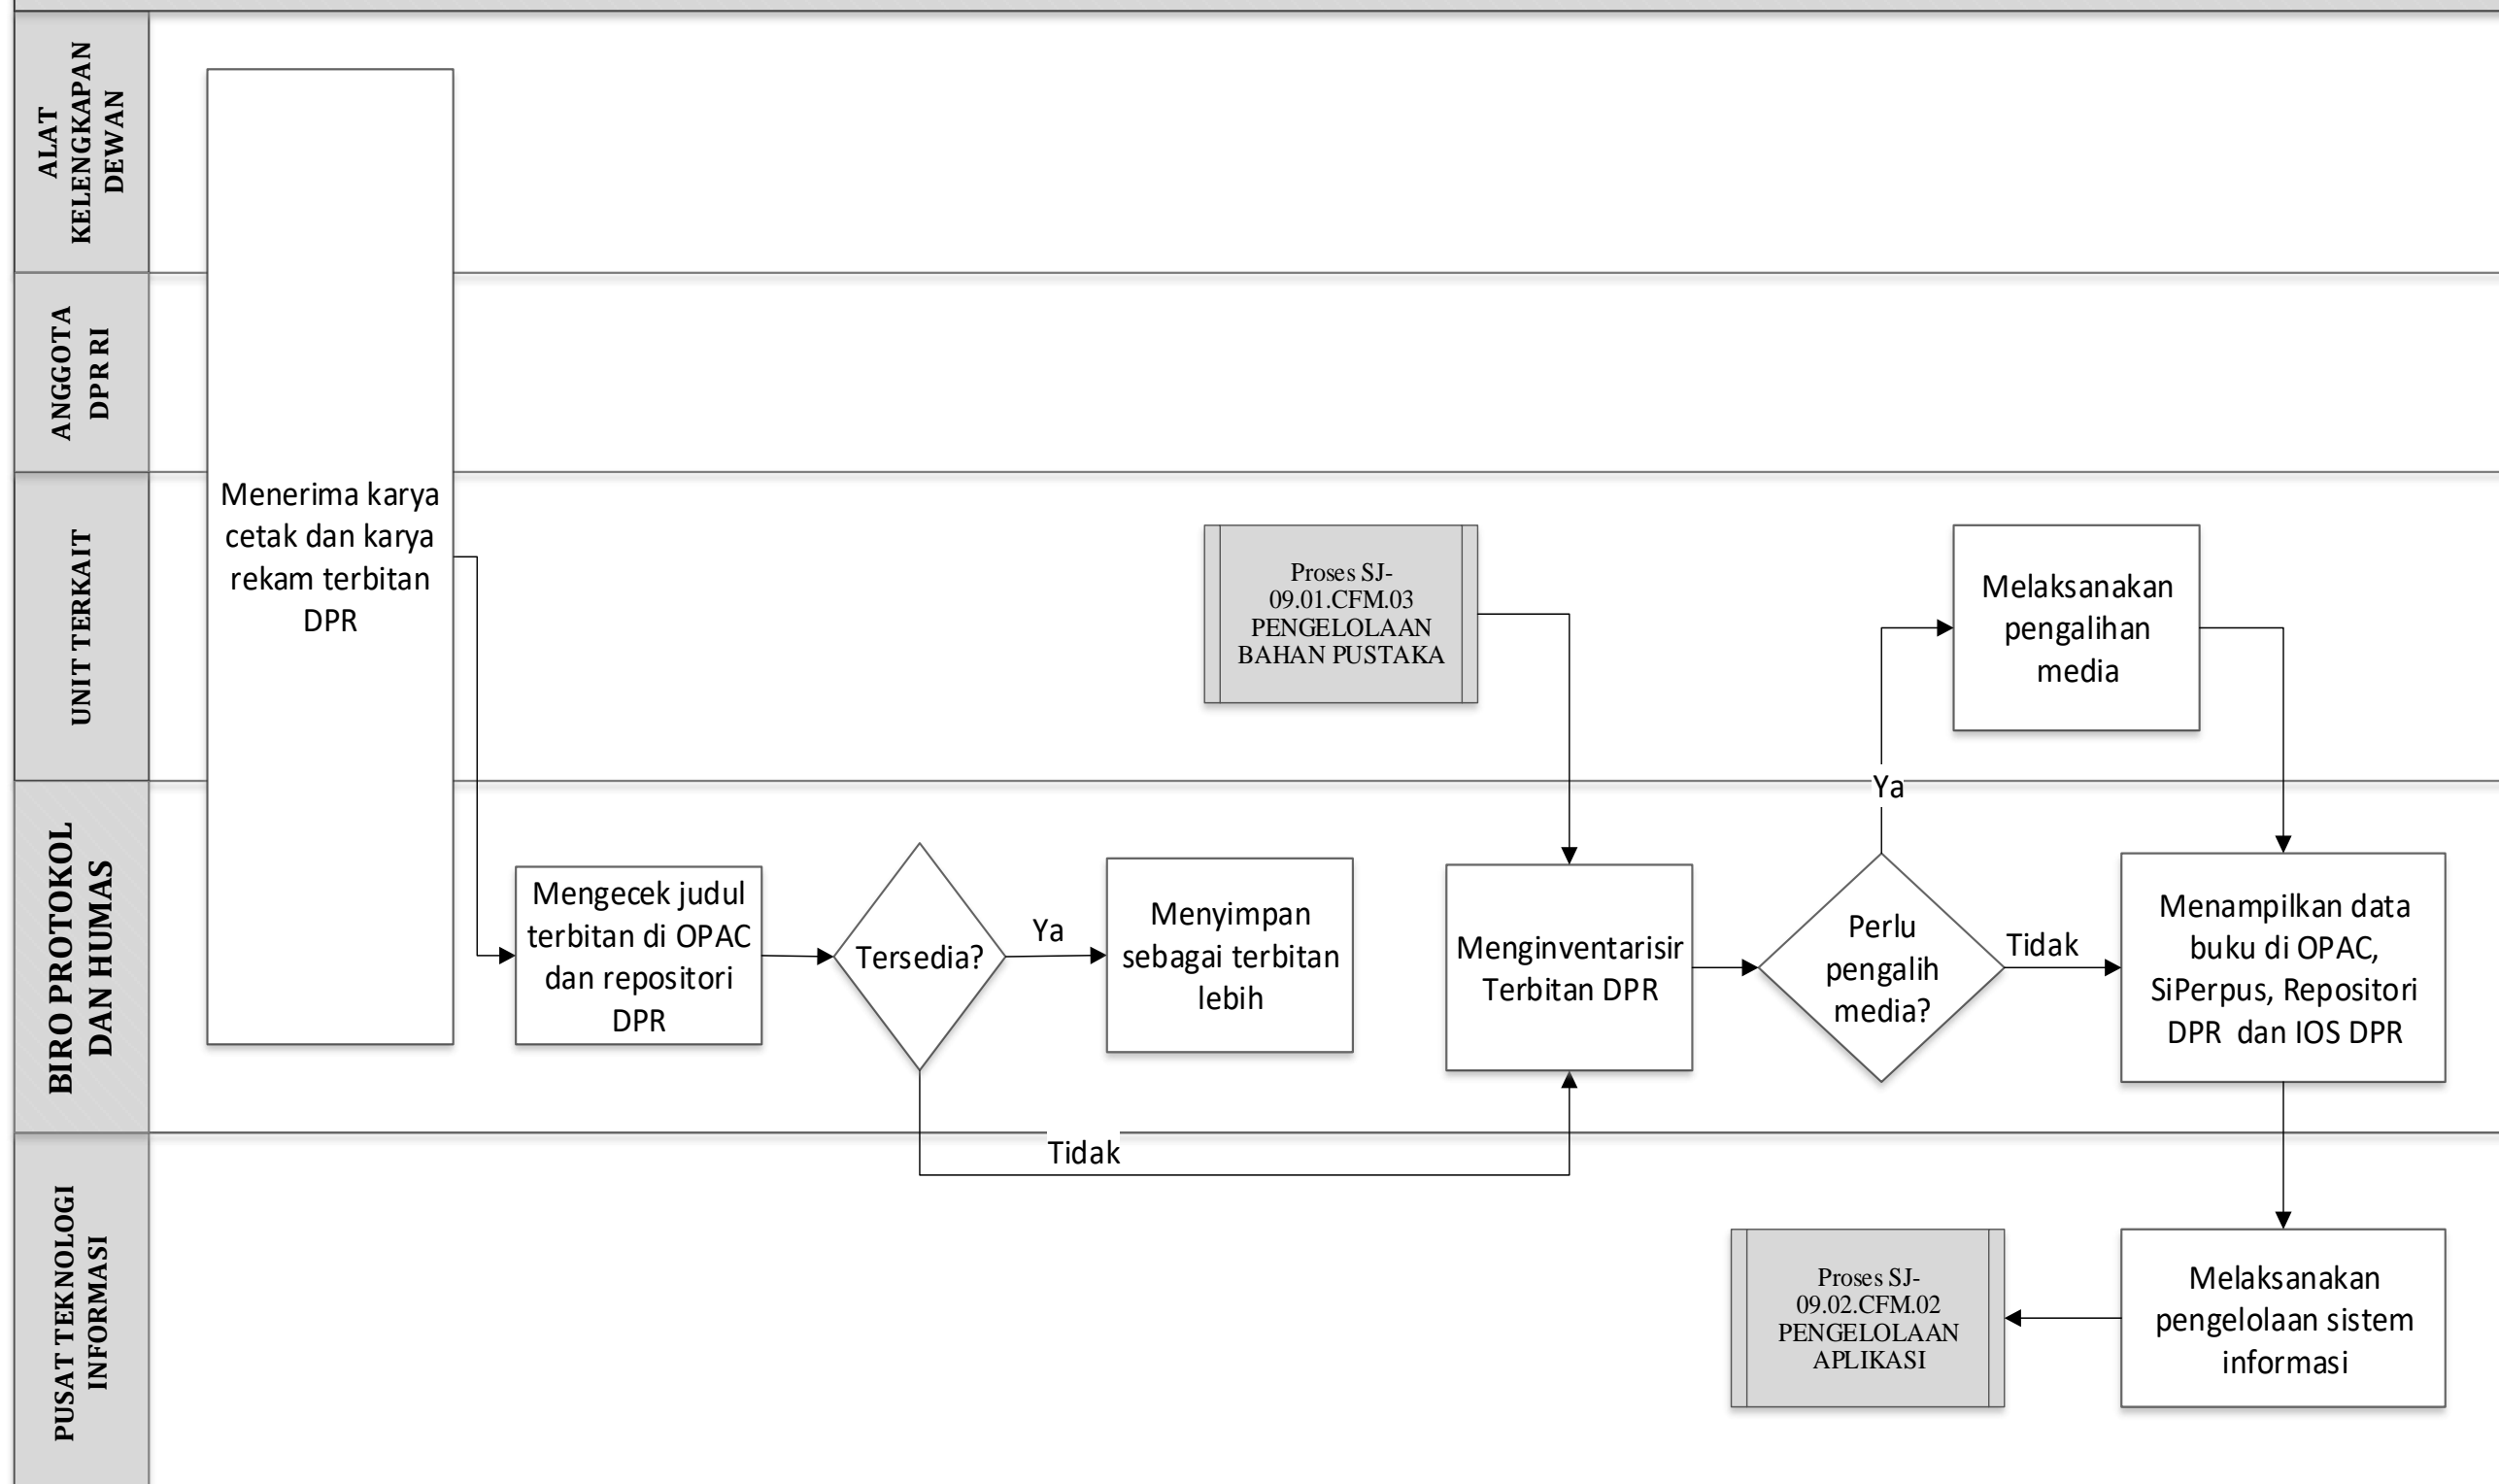 ALAT
KELENGKAPAN
DEWAN
ANGGOTA
DPR RI
UNIT TERKAIT
BIRO PROTOKOL
DAN HUMAS
PUSAT TEKNOLOGI
INFORMASI
Menerima karya
cetak dan karya
rekam terbitan
DPR
Mengecek judul
terbitan di OPAC
dan repositori
DPR
Tersedia?
Ya
Menyimpan
sebagai terbitan
lebih
Tidak
Proses SJ-
09.01.CFM.03
PENGELOLAAN
BAHAN PUSTAKA
Menginventarisir
Terbitan DPR
Perlu
pengalih
media?
Ya
Melaksanakan
pengalihan
media
Tidak
Menampilkan data
buku di OPAC,
SiPerpus, Repositori
DPR  dan IOS DPR
Melaksanakan
pengelolaan sistem
informasi
Proses SJ-
09.02.CFM.02
PENGELOLAAN
APLIKASI